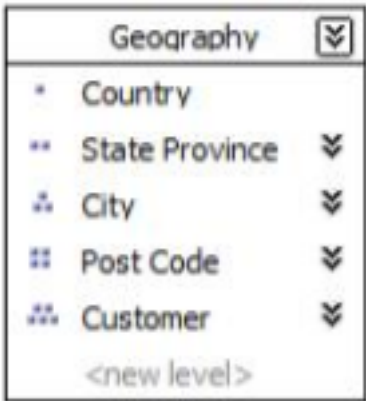 Geography
Country
State Province
City
Post Code
Customer
<new level>